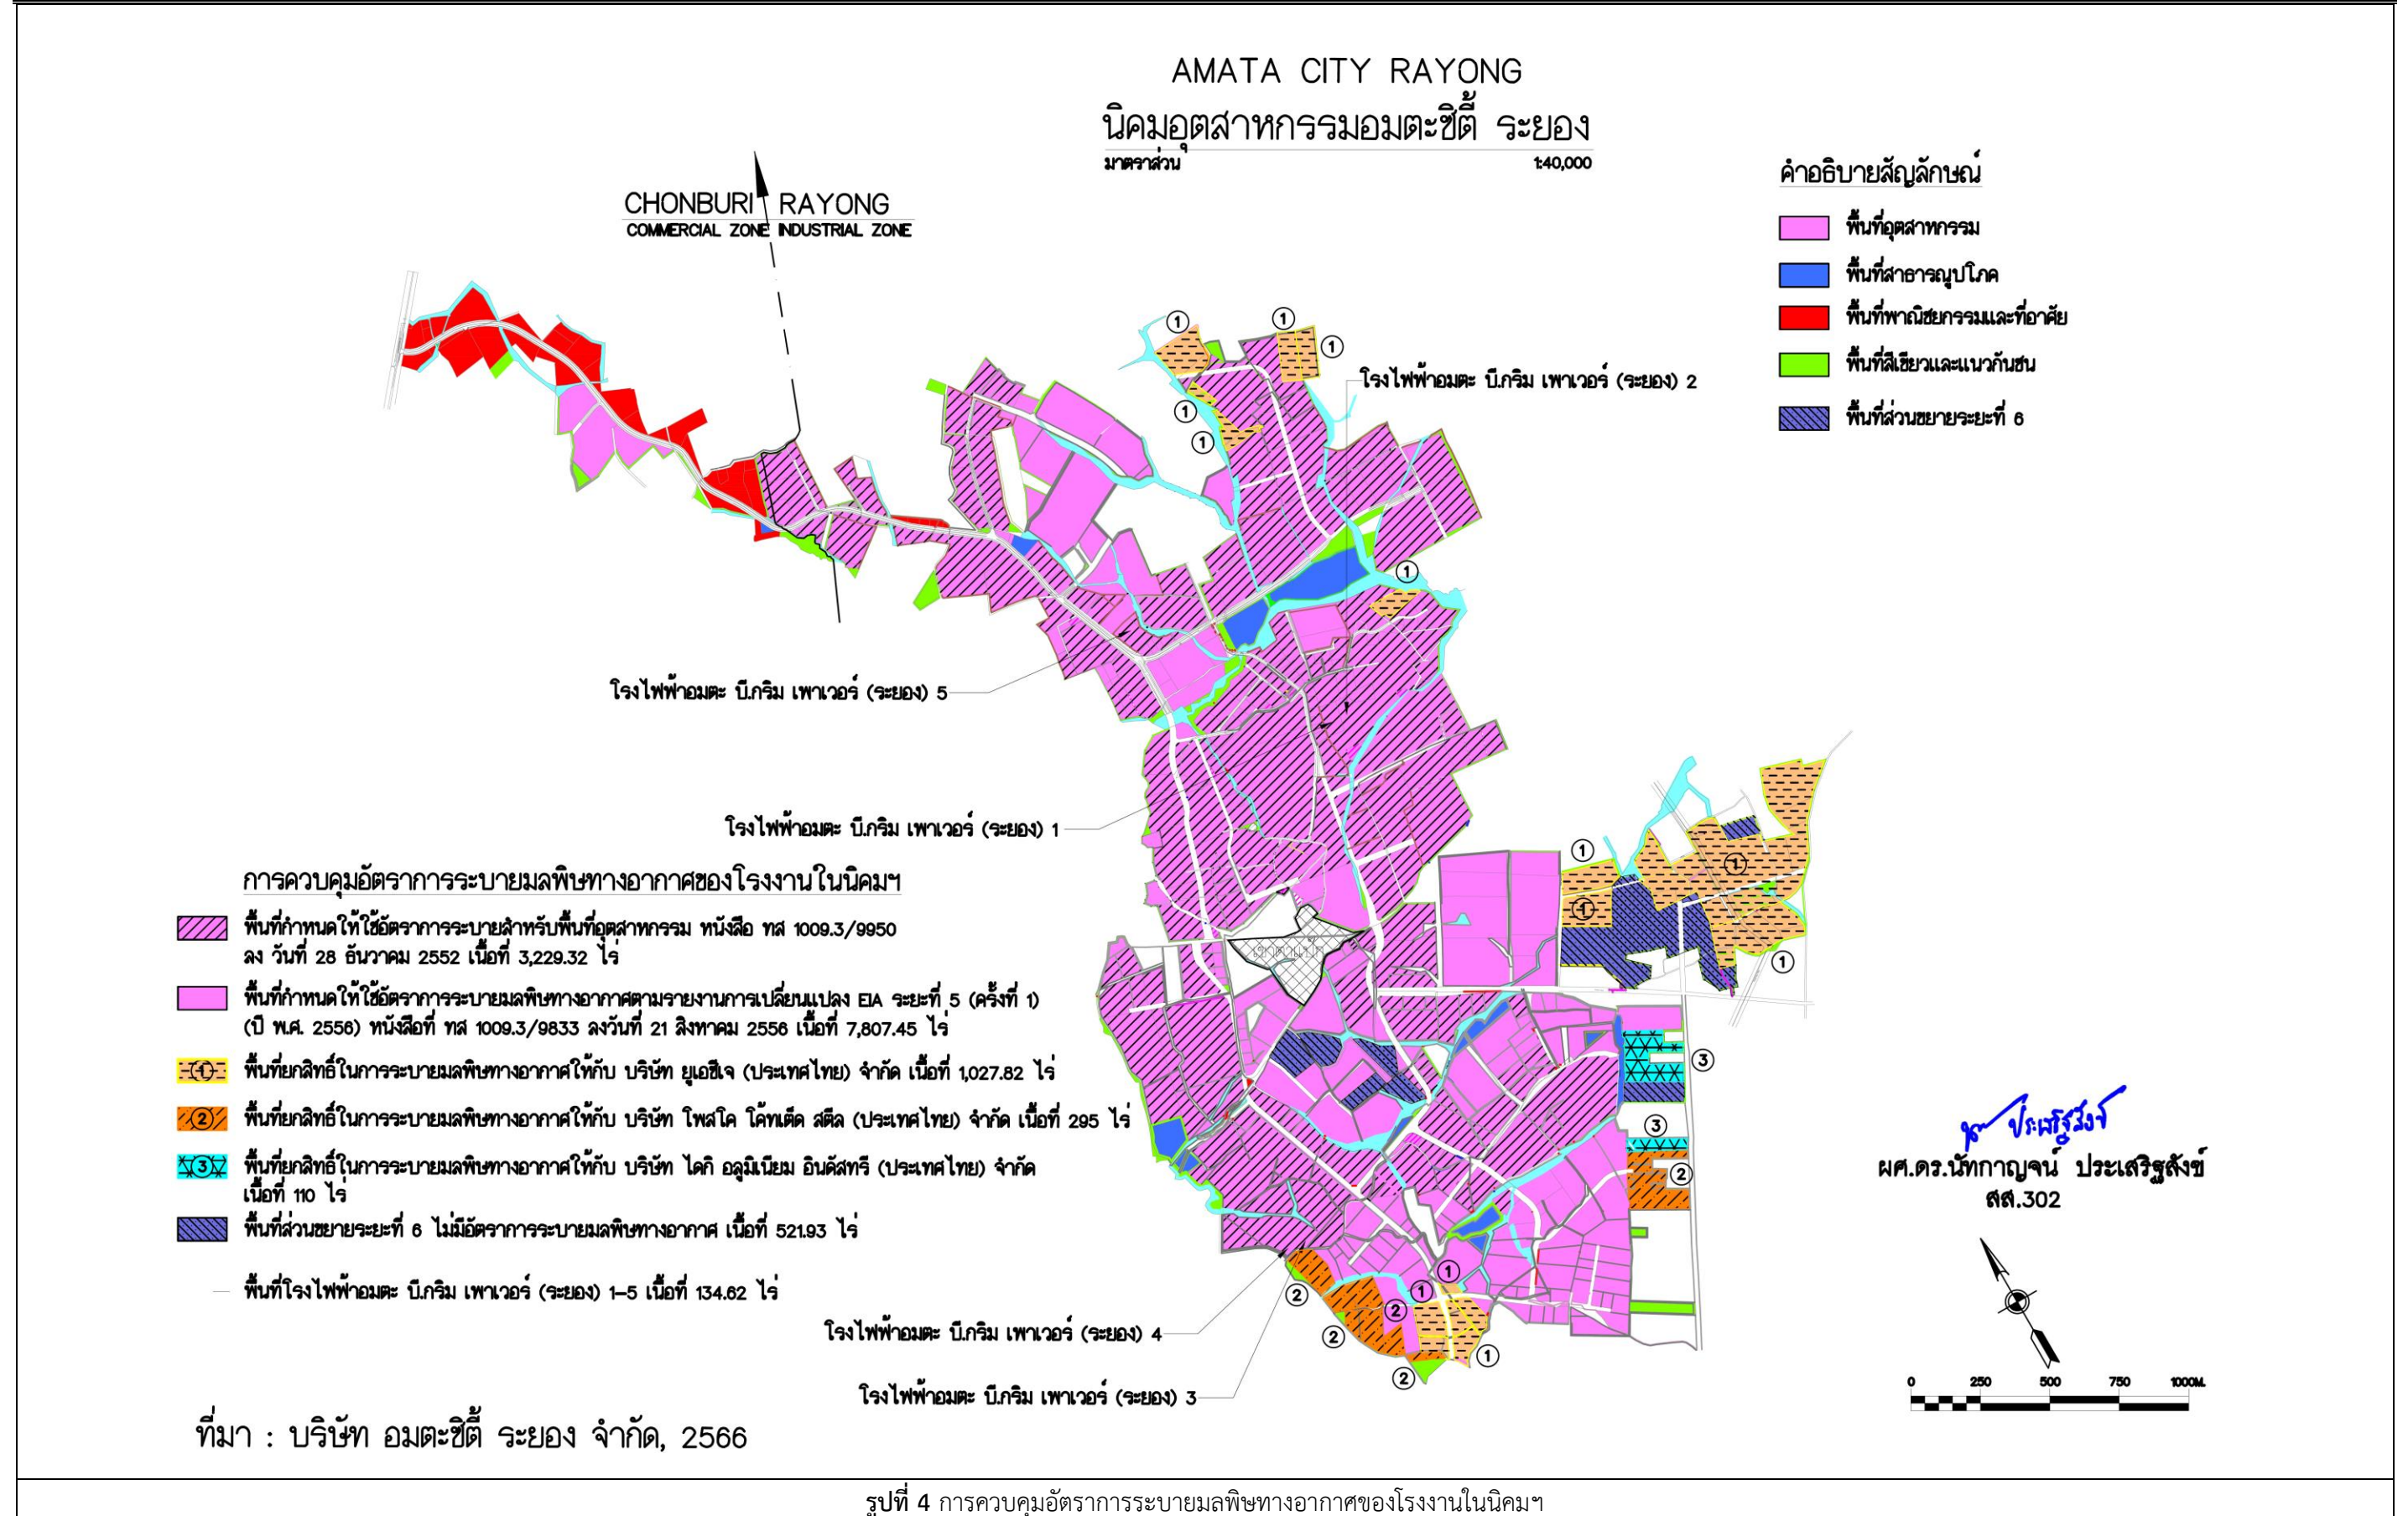 AMATA CITY RAYONG
นิคมอุตสาหกรรมอมตะซิตี้ ระยอง
มาตราส่วน 1:40,000
CHONBURI RAYONG
COMMERCIAL ZONE INDUSTRIAL ZONE
คำอธิบายสัญลักษณ์
พื้นที่อุตสาหกรรม
พื้นที่สาธารณูปโภค
พื้นที่พาณิชยกรรมและที่อาศัย
พื้นที่สีเขียวและแนวกันชน
พื้นที่ส่วนขยายระยะที่ 6
1
1
1
โรงไฟฟ้าอมตะ บี.กริม เพาเวอร์ (ระยอง) 2
1
1
1
โรงไฟฟ้าอมตะ บี.กริม เพาเวอร์ (ระยอง) 5
โรงไฟฟ้าอมตะ บี.กริม เพาเวอร์ (ระยอง) 1
1
1
1
1
การควบคุมอัตราการระบายมลพิษทางอากาศของโรงงานในนิคมฯ
พื้นที่กำหนดให้ใช้อัตราการระบายสำหรับพื้นที่อุตสาหกรรม หนังสือ ทส 1009.3/9950
ลง วันที่ 28 ธันวาคม 2552 เนื้อที่ 3,229.32 ไร่
พื้นที่กำหนดให้ใช้อัตราการระบายมลพิษทางอากาศตามรายงานการเปลี่ยนแปลง EIA ระยะที่ 5 (ครั้งที่ 1)
(ปี พ.ศ. 2556) หนังสือที่ ทส 1009.3/9833 ลงวันที่ 21 สิงหาคม 2556 เนื้อที่ 7,807.45 ไร่
1 พื้นที่ยกสิทธิ์ในการระบายมลพิษทางอากาศให้กับ บริษัท ยูเอซีเจ (ประเทศไทย) จำกัด เนื้อที่ 1,027.82 ไร่
2 พื้นที่ยกสิทธิ์ในการระบายมลพิษทางอากาศให้กับ บริษัท โพสโค โค้ทเต็ด สตีล (ประเทศไทย) จำกัด เนื้อที่ 295 ไร่
3 พื้นที่ยกสิทธิ์ในการระบายมลพิษทางอากาศให้กับ บริษัท ไดกิ อลูมิเนียม อินดัสทรี (ประเทศไทย) จำกัด
เนื้อที่ 110 ไร่
พื้นที่ส่วนขยายระยะที่ 6 ไม่มีอัตราการระบายมลพิษทางอากาศ เนื้อที่ 521.93 ไร่
พื้นที่โรงไฟฟ้าอมตะ บี.กริม เพาเวอร์ (ระยอง) 1-5 เนื้อที่ 134.62 ไร่
3
3
2
ผศ.ดร.นัทกาญจน์ ประเสริฐสังข์
สส.302
1
1
2
2
2
1
2
โรงไฟฟ้าอมตะ บี.กริม เพาเวอร์ (ระยอง) 4
โรงไฟฟ้าอมตะ บี.กริม เพาเวอร์ (ระยอง) 3
0 250 500 750 1000M.
ที่มา : บริษัท อมตะซิตี้ ระยอง จำกัด, 2566
รูปที่ 4 การควบคุมอัตราการระบายมลพิษทางอากาศของโรงงานในนิคมฯ